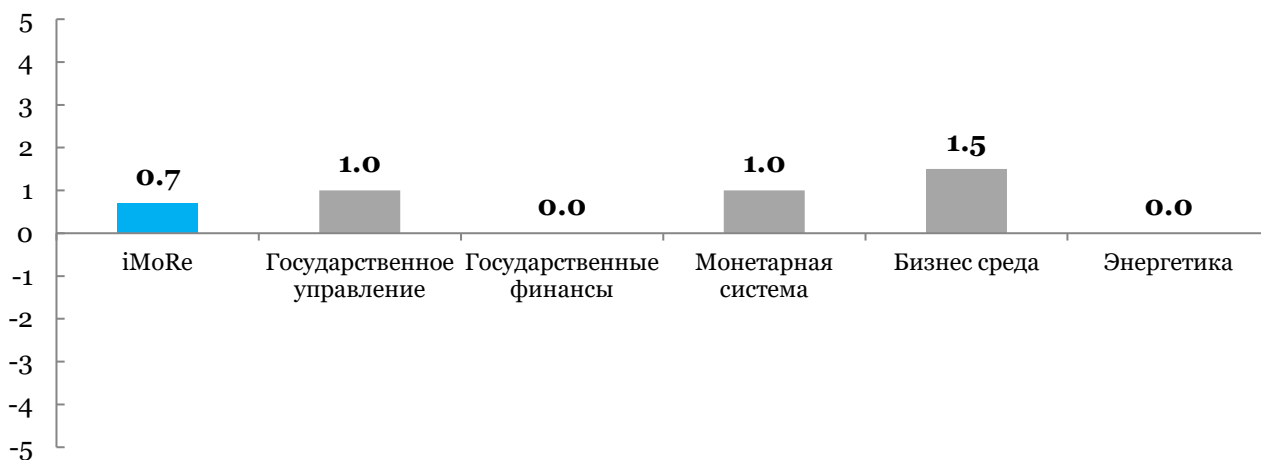 5
4
3
2
1
0
-1
-2
-3
-4
-5
0.7
1.0
0.0
1.0
1.5
0.0
iMoRe
Государственное
управление
Государственные
финансы
Монетарная
система
Бизнес среда
Энергетика